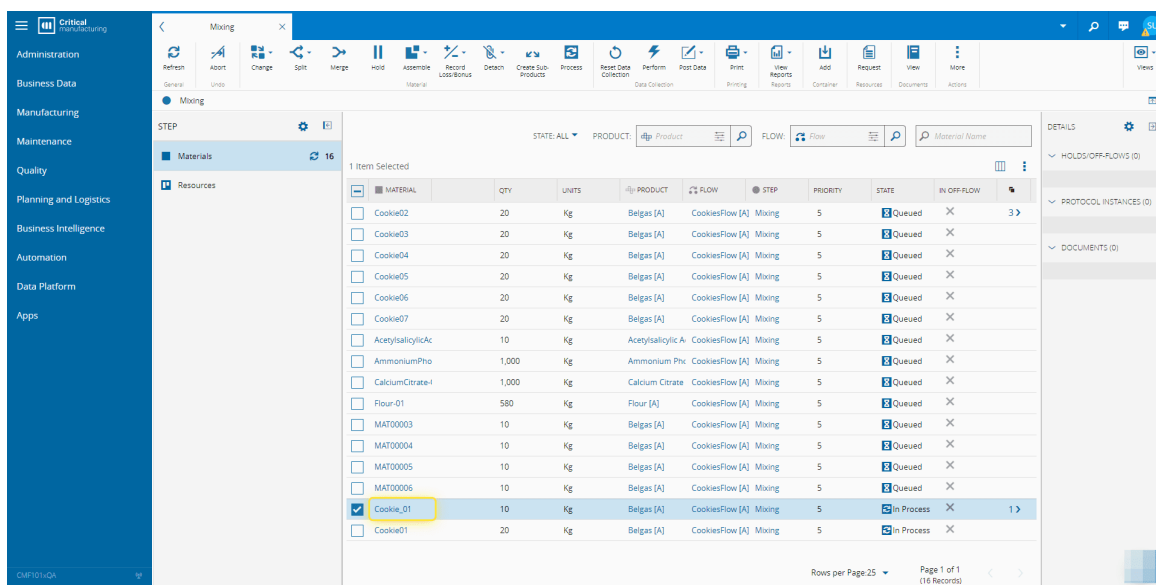 Critical manufacturing
Mixing
SU
Administration
Business Data
Manufacturing
Maintenance
Quality
Planning and Logistics
Business Intelligence
Automation
Data Platform
Apps
CMF101vQA
Refresh Abort Change Split Merge Hold Assemble Record Loss/Bonus Detach Create Sub-Products Process Reset Data Collection Perform Post Data Print View Reports Add Request View More Views
General Undo Material Data Collection Printing Reports Container Resources Documents Actions
Mixing
STEP
Materials 16
Resources
STATE: ALL PRODUCT: Product FLOW: Flow Material Name
1 Item Selected
MATERIAL QTY UNITS PRODUCT FLOW STEP PRIORITY STATE IN OFF-FLOW
Cookie02 20 Kg Belgas [A] CookiesFlow [A] Mixing 5 Queued 3
Cookie03 20 Kg Belgas [A] CookiesFlow [A] Mixing 5 Queued
Cookie04 20 Kg Belgas [A] CookiesFlow [A] Mixing 5 Queued
Cookie05 20 Kg Belgas [A] CookiesFlow [A] Mixing 5 Queued
Cookie06 20 Kg Belgas [A] CookiesFlow [A] Mixing 5 Queued
Cookie07 20 Kg Belgas [A] CookiesFlow [A] Mixing 5 Queued
AcetylsalicylicAc 10 Kg Acetylsalicylic A CookiesFlow [A] Mixing 5 Queued
AmmoniumPho 1,000 Kg Ammonium Phc CookiesFlow [A] Mixing 5 Queued
CalciumCitrate-I 1,000 Kg Calcium Citrate CookiesFlow [A] Mixing 5 Queued
Flour-01 580 Kg Flour [A] CookiesFlow [A] Mixing 5 Queued
MAT00003 10 Kg Belgas [A] CookiesFlow [A] Mixing 5 Queued
MAT00004 10 Kg Belgas [A] CookiesFlow [A] Mixing 5 Queued
MAT00005 10 Kg Belgas [A] CookiesFlow [A] Mixing 5 Queued
MAT00006 10 Kg Belgas [A] CookiesFlow [A] Mixing 5 Queued
Cookie_01 10 Kg Belgas [A] CookiesFlow [A] Mixing 5 In Process 1
Cookie01 20 Kg Belgas [A] CookiesFlow [A] Mixing 5 In Process
Rows per Page: 25 Page 1 of 1
(16 Records)
DETAILS
HOLDS/OFF-FLOWS (0)
PROTOCOL INSTANCES (0)
DOCUMENTS (0)